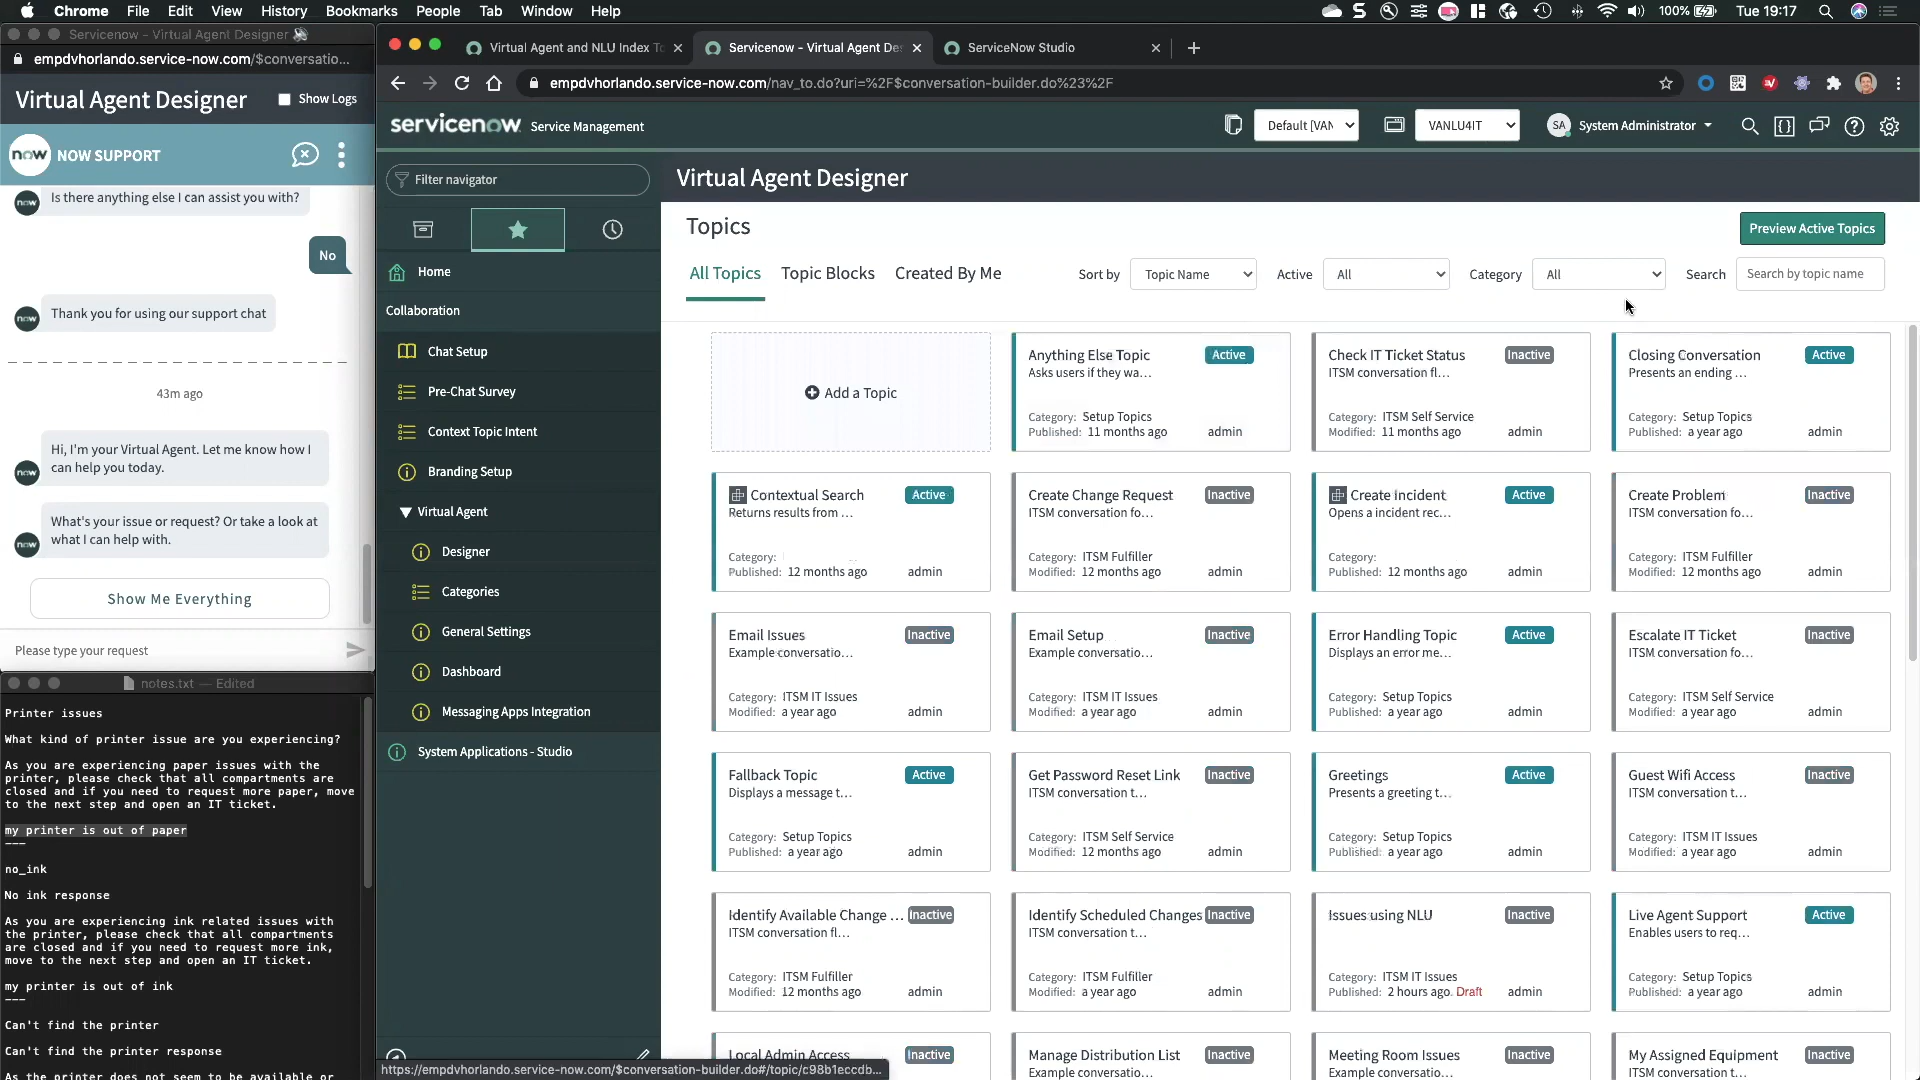 Chrome File Edit View History Bookmarks People Tab Window Help
100% Tue 19:17
Servicenow - Virtual Agent Designer
empdvhorlando.service-now.com/$conversatio...
Virtual Agent Designer
Show Logs
now NOW SUPPORT
now Is there anything else I can assist you with?
No
now Thank you for using our support chat
43m ago
Hi, I'm your Virtual Agent. Let me know how I
can help you today.
now
What's your issue or request? Or take a look at
what I can help with.
now
Show Me Everything
Please type your request
notes.txt — Edited
Printer issues
What kind of printer issue are you experiencing?
As you are experiencing paper issues with the
printer, please check that all compartments are
closed and if you need to request more paper, move
to the next step and open an IT ticket.
my printer is out of paper
---
no_ink
No ink response
As you are experiencing ink related issues with
the printer, please check that all compartments
are closed and if you need to request more ink,
move to the next step and open an IT ticket.
my printer is out of ink
---
Can't find the printer
Can't find the printer response
As the printer does not seem to be available or
Virtual Agent and NLU Index To
Servicenow - Virtual Agent Des
ServiceNow Studio
empdvhorlando.service-now.com/nav_to.do?uri=%2F$conversation-builder.do%23%2F
servicenow Service Management
Default [VAN
VANLU4IT
SA System Administrator
Filter navigator
Home
Collaboration
Chat Setup
Pre-Chat Survey
Context Topic Intent
Branding Setup
Virtual Agent
Designer
Categories
General Settings
Dashboard
Messaging Apps Integration
System Applications - Studio
Virtual Agent Designer
Topics
Preview Active Topics
All Topics Topic Blocks Created By Me
Sort by Topic Name Active All Category All Search Search by topic name
Add a Topic
Anything Else Topic Active
Asks users if they wa...
Category: Setup Topics
Published: 11 months ago admin
Check IT Ticket Status Inactive
ITSM conversation fl...
Category: ITSM Self Service
Modified: 11 months ago admin
Closing Conversation Active
Presents an ending ...
Category: Setup Topics
Published: a year ago admin
Contextual Search Active
Returns results from ...
Category:
Published: 12 months ago admin
Create Change Request Inactive
ITSM conversation fo...
Category: ITSM Fulfiller
Modified: 12 months ago admin
Create Incident Active
Opens a incident rec...
Category:
Published: 12 months ago admin
Create Problem Inactive
ITSM conversation fo...
Category: ITSM Fulfiller
Modified: 12 months ago admin
Email Issues Inactive
Example conversatio...
Category: ITSM IT Issues
Modified: a year ago admin
Email Setup Inactive
Example conversatio...
Category: ITSM IT Issues
Modified: a year ago admin
Error Handling Topic Active
Displays an error me...
Category: Setup Topics
Published: a year ago admin
Escalate IT Ticket Inactive
ITSM conversation fo...
Category: ITSM Self Service
Modified: a year ago admin
Fallback Topic Active
Displays a message t...
Category: Setup Topics
Published: a year ago admin
Get Password Reset Link Inactive
ITSM conversation t...
Category: ITSM Self Service
Modified: 12 months ago admin
Greetings Active
Presents a greeting t...
Category: Setup Topics
Published: a year ago admin
Guest Wifi Access Inactive
ITSM conversation t...
Category: ITSM IT Issues
Modified: a year ago admin
Identify Available Change ... Inactive
ITSM conversation fl...
Category: ITSM Fulfiller
Modified: 12 months ago admin
Identify Scheduled Changes Inactive
ITSM conversation t...
Category: ITSM Fulfiller
Modified: a year ago admin
Issues using NLU Inactive
Category: ITSM IT Issues
Published: 2 hours ago. Draft admin
Live Agent Support Active
Enables users to req...
Category: Setup Topics
Published: a year ago admin
Local Admin Access Inactive
Manage Distribution List Inactive
Example conversatio...
Meeting Room Issues Inactive
Example conversatio...
My Assigned Equipment Inactive
ITSM conversation t...
https://empdvhorlando.service-now.com/$conversation-builder.do#/topic/c98b1eccdb...